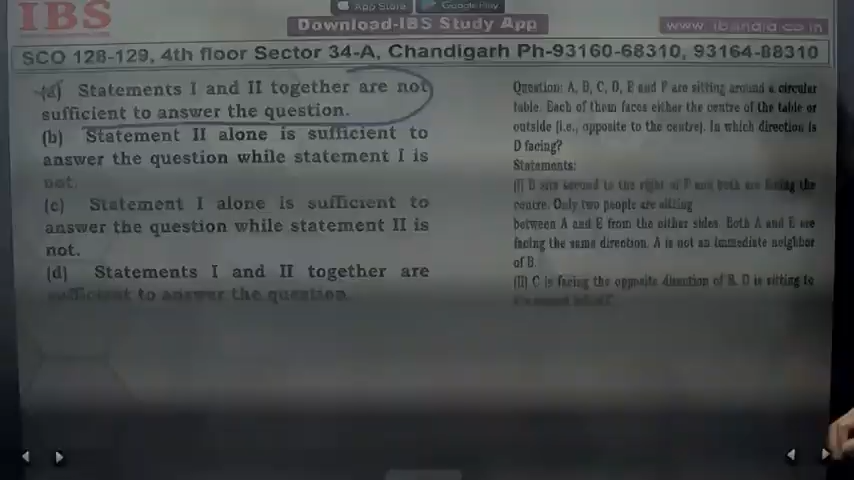 IBS
App Store
Google Play
Download-IBS Study App
www.ibsindia.co.in
SCO 128-129, 4th floor Sector 34-A, Chandigarh Ph-93160-68310, 93164-88310
(a) Statements I and II together are not
sufficient to answer the question.
(b) Statement II alone is sufficient to
answer the question while statement I is
not.
(c) Statement I alone is sufficient to
answer the question while statement II is
not.
(d) Statements I and II together are
sufficient to answer the question.
Question: A, B, C, D, E and F are sitting around a circular
table. Each of them faces either the centre of the table or
outside (i.e., opposite to the centre). In which direction is
D facing?
Statements:
(I) B sits second to the right of F and both are facing the
centre. Only two people are sitting
between A and E from the either sides. Both A and E are
facing the same direction. A is not an immediate neighbor
of B.
(II) C is facing the opposite direction of B. D is sitting to